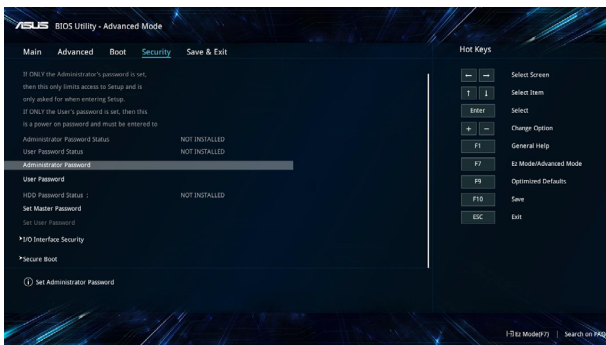 ASUS BIOS Utility - Advanced Mode
Main Advanced Boot Security Save & Exit
If ONLY the Administrator's password is set,
then this only limits access to Setup and is
only asked for when entering Setup.
If ONLY the User's password is set, then this
is a power on password and must be entered to
Administrator Password Status NOT INSTALLED
User Password Status NOT INSTALLED
Administrator Password
User Password
HDD Password Status : NOT INSTALLED
Set Master Password
Set User Password
I/O Interface Security
Secure Boot
Set Administrator Password
Hot Keys
← → Select Screen
↑ ↓ Select Item
Enter Select
+ − Change Option
F1 General Help
F7 Ez Mode/Advanced Mode
F9 Optimized Defaults
F10 Save
ESC Exit
Ez Mode(F7) | Search on FAQ